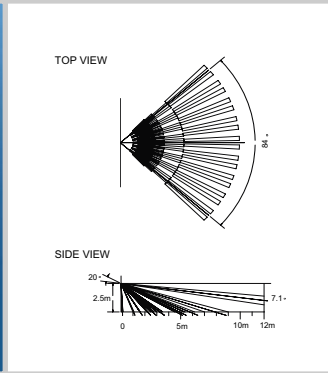 TOP VIEW
84 °
SIDE VIEW
20°
2.5m
7.1°
0
5m
10m
12m